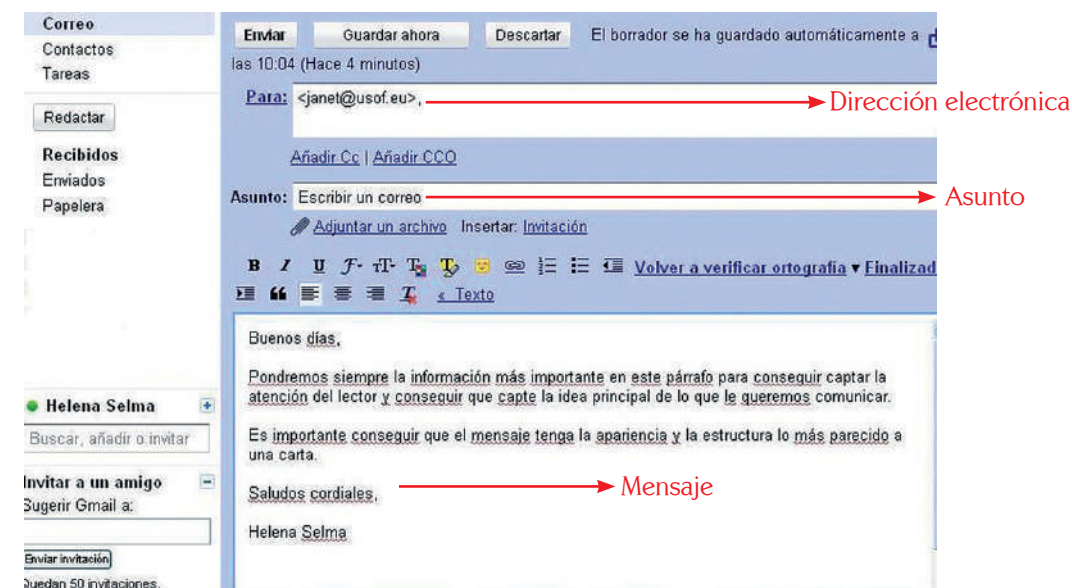 Correo
Contactos
Tareas
Redactar
Recibidos
Enviados
Papelera
Helena Selma
Buscar, añadir o invitar
Invitar a un amigo
Sugerir Gmail a:
Enviar invitación
Quedan 50 invitaciones.
Enviar Guardar ahora Descartar El borrador se ha guardado automáticamente a
las 10:04 (Hace 4 minutos)
Para: <janet@usof.eu>, Dirección electrónica
Añadir Cc | Añadir CCO
Asunto: Escribir un correo Asunto
Adjuntar un archivo Insertar: Invitación
Volver a verificar ortografía ▾ Finalizad
« Texto
Buenos días,
Pondremos siempre la información más importante en este párrafo para conseguir captar la
atención del lector y conseguir que capte la idea principal de lo que le queremos comunicar.
Es importante conseguir que el mensaje tenga la apariencia y la estructura lo más parecido a
una carta.
Saludos cordiales, Mensaje
Helena Selma